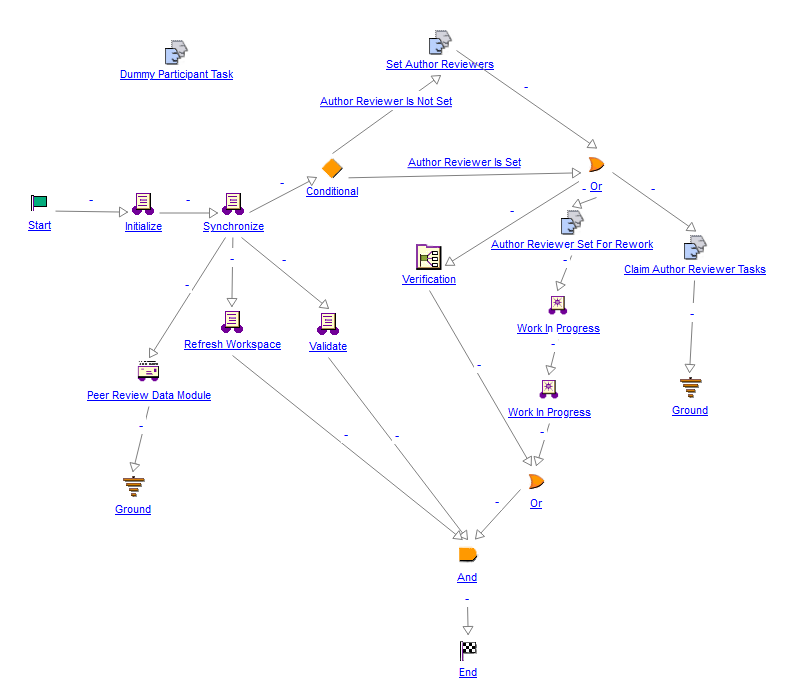 Set Author Reviewers
Dummy Participant Task
-
Author Reviewer Is Not Set
Author Reviewer Is Set
-
Conditional
Or
-
-
-
-
-
Start
Initialize
Synchronize
Author Reviewer Set For Rework
-
-
-
Claim Author Reviewer Tasks
Verification
-
-
Work In Progress
Refresh Workspace
Validate
-
-
Peer Review Data Module
Work In Progress
Ground
-
-
-
-
Ground
-
Or
And
-
End